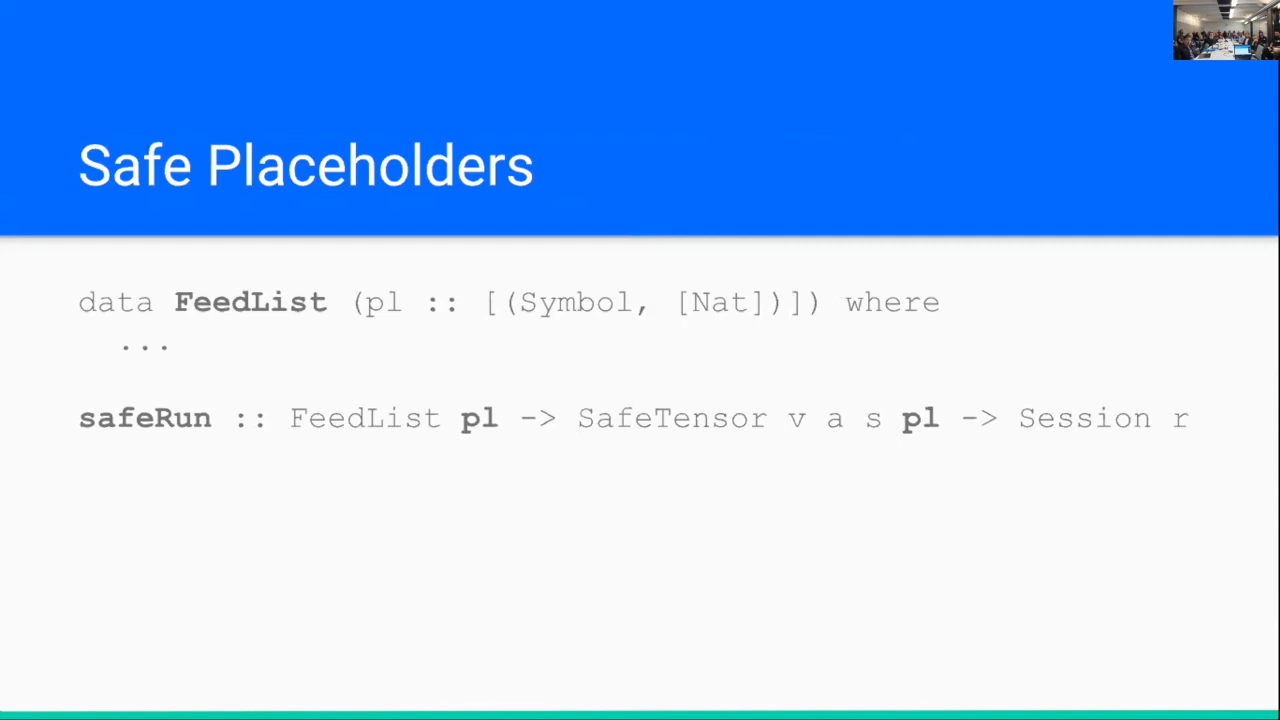 Safe Placeholders
data FeedList (pl :: [(Symbol, [Nat])]) where
...
safeRun :: FeedList pl -> SafeTensor v a s pl -> Session r